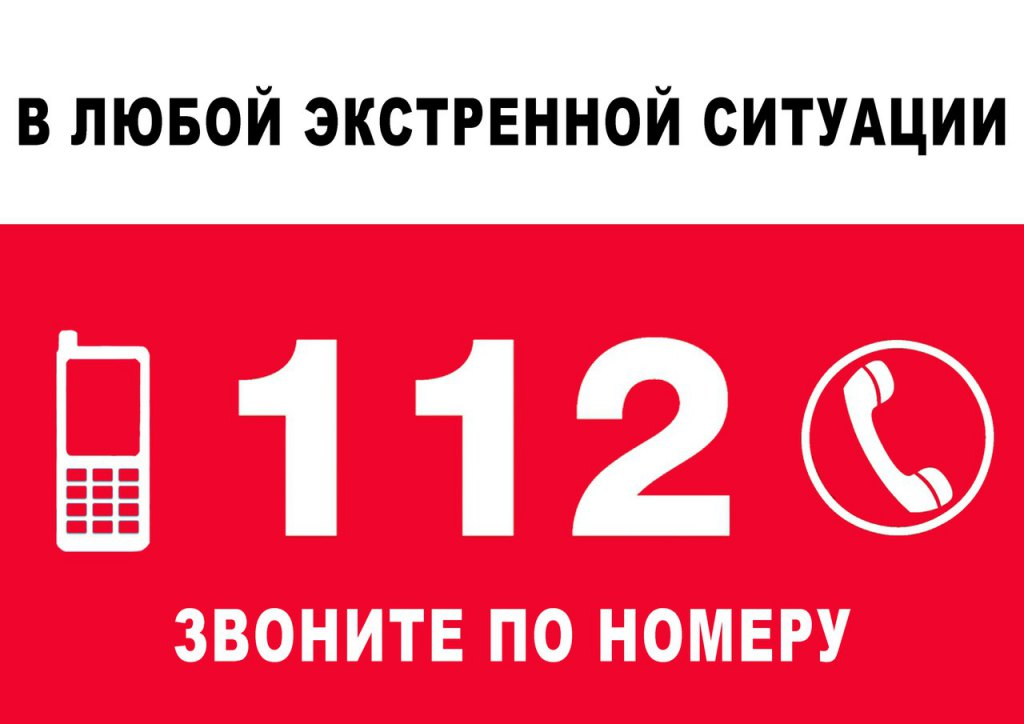 В ЛЮБОЙ ЭКСТРЕННОЙ СИТУАЦИИ
112
ЗВОНИТЕ ПО НОМЕРУ